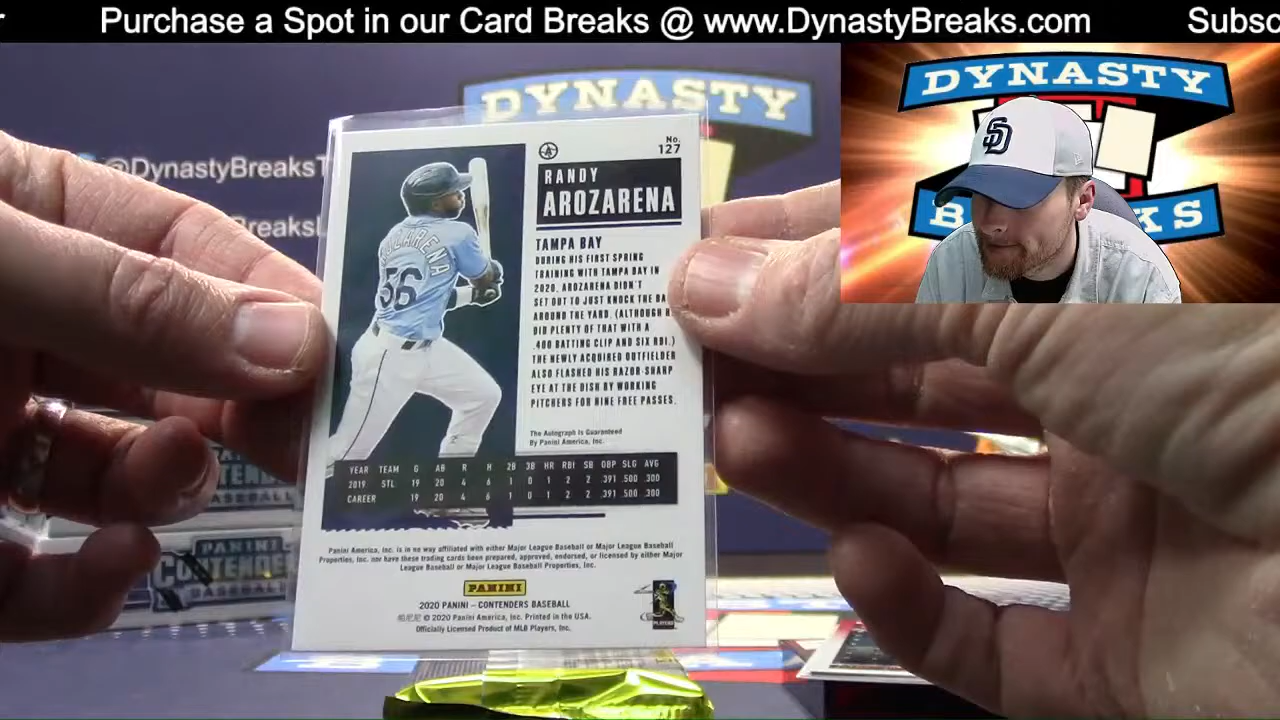 Purchase a Spot in our Card Breaks @ www.DynastyBreaks.com
Subsc
DYNASTY
DYNASTY
@DynastyBreaksT
SD
No.
127
RANDY
AROZARENA
AROZARENA
56
TAMPA BAY
DURING HIS FIRST SPRING
TRAINING WITH TAMPA BAY IN
2020, AROZARENA DIDN'T
SET OUT TO JUST KNOCK THE BA
AROUND THE YARD. (ALTHOUGH H
DID PLENTY OF THAT WITH A
.400 BATTING CLIP AND SIX RBI.)
THE NEWLY ACQUIRED OUTFIELDER
ALSO FLASHED HIS RAZOR-SHARP
EYE AT THE DISH BY WORKING
PITCHERS FOR NINE FREE PASSES.
The Autograph Is Guaranteed
By Panini America, Inc.
YEAR TEAM G AB R H 2B 3B HR RBI SB OBP SLG AVG
2019 STL 19 20 4 6 1 0 1 2 2 .391 .500 .300
CAREER 19 20 4 6 1 0 1 2 2 .391 .500 .300
Panini America, Inc. is in no way affiliated with either Major League Baseball or Major League Baseball
Properties, Inc. nor have these trading cards been prepared, approved, endorsed, or licensed by either Major
League Baseball or Major League Baseball Properties, Inc.
PANINI
2020 PANINI – CONTENDERS BASEBALL
© 2020 Panini America, Inc. Printed in the USA.
Officially Licensed Product of MLB Players, Inc.
PLAYERS
PANINI
CONTENDERS
BASEBALL